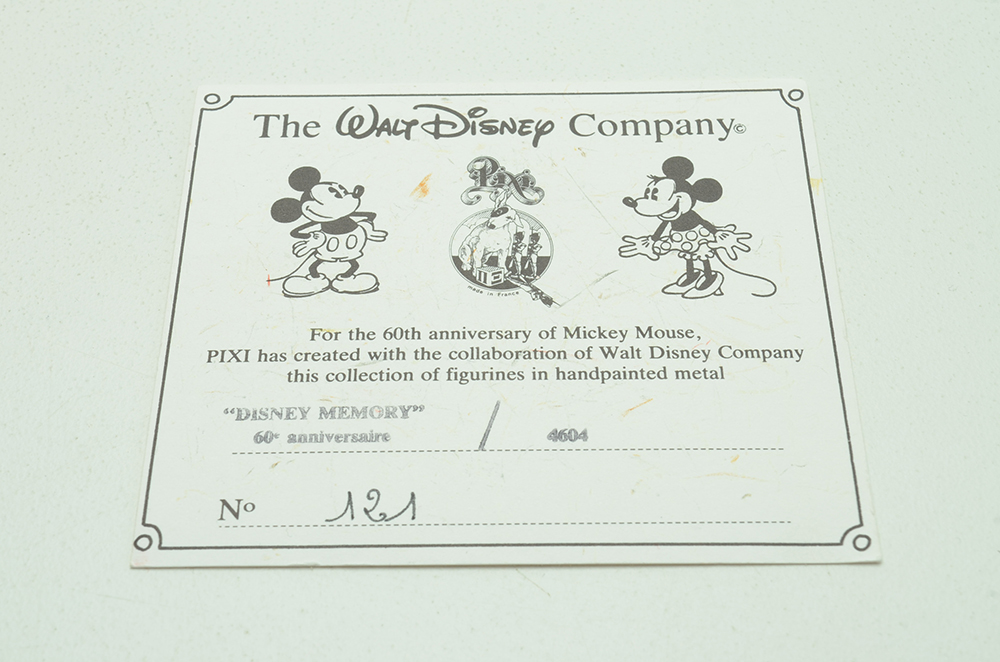 The Walt Disney Company©
Pixi
made in France
For the 60th anniversary of Mickey Mouse,
PIXI has created with the collaboration of Walt Disney Company
this collection of figurines in handpainted metal
“DISNEY MEMORY” /
60e anniversaire 4604
Nº 121